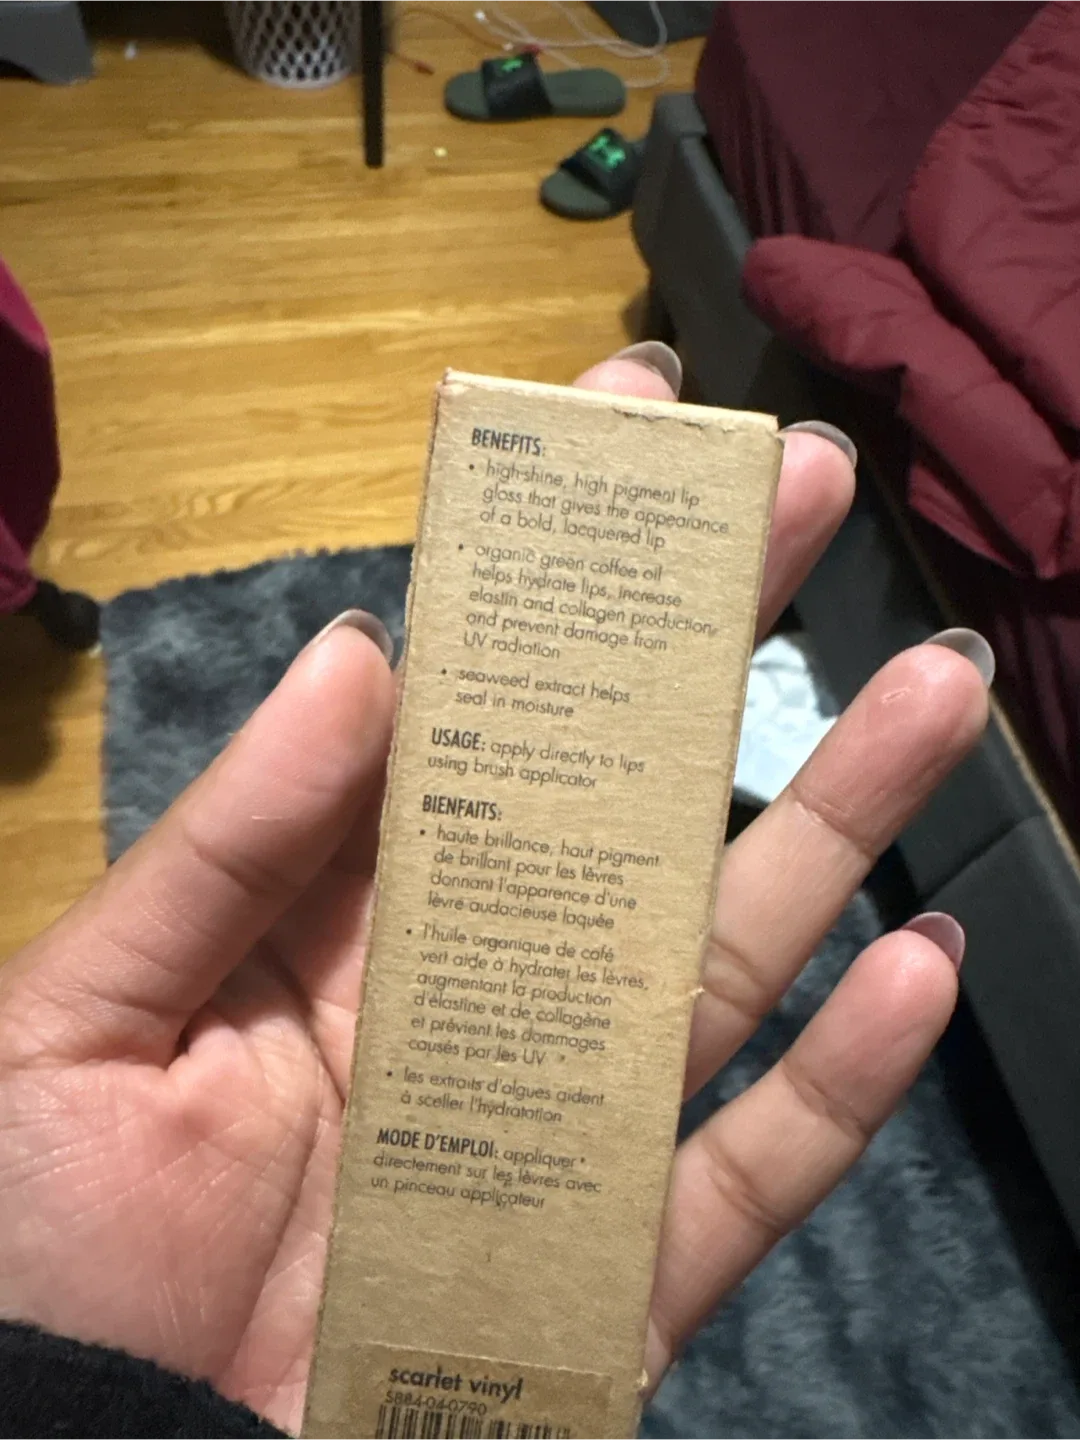 BENEFITS:
• high-shine, high pigment lip
gloss that gives the appearance
of a bold, lacquered lip
• organic green coffee oil
helps hydrate lips, increase
elastin and collagen production,
and prevent damage from
UV radiation
• seaweed extract helps
seal in moisture
USAGE: apply directly to lips
using brush applicator
BIENFAITS:
• haute brillance, haut pigment
de brillant pour les lèvres
donnant l'apparence d'une
lèvre audacieuse laquée
• l'huile organique de café
vert aide à hydrater les lèvres,
augmentant la production
d'élastine et de collagène
et prévient les dommages
causés par les UV
• les extraits d'algues aident
à sceller l'hydratation
MODE D'EMPLOI: appliquer
directement sur les lèvres avec
un pinceau applicateur
scarlet vinyl
S884-04-0790